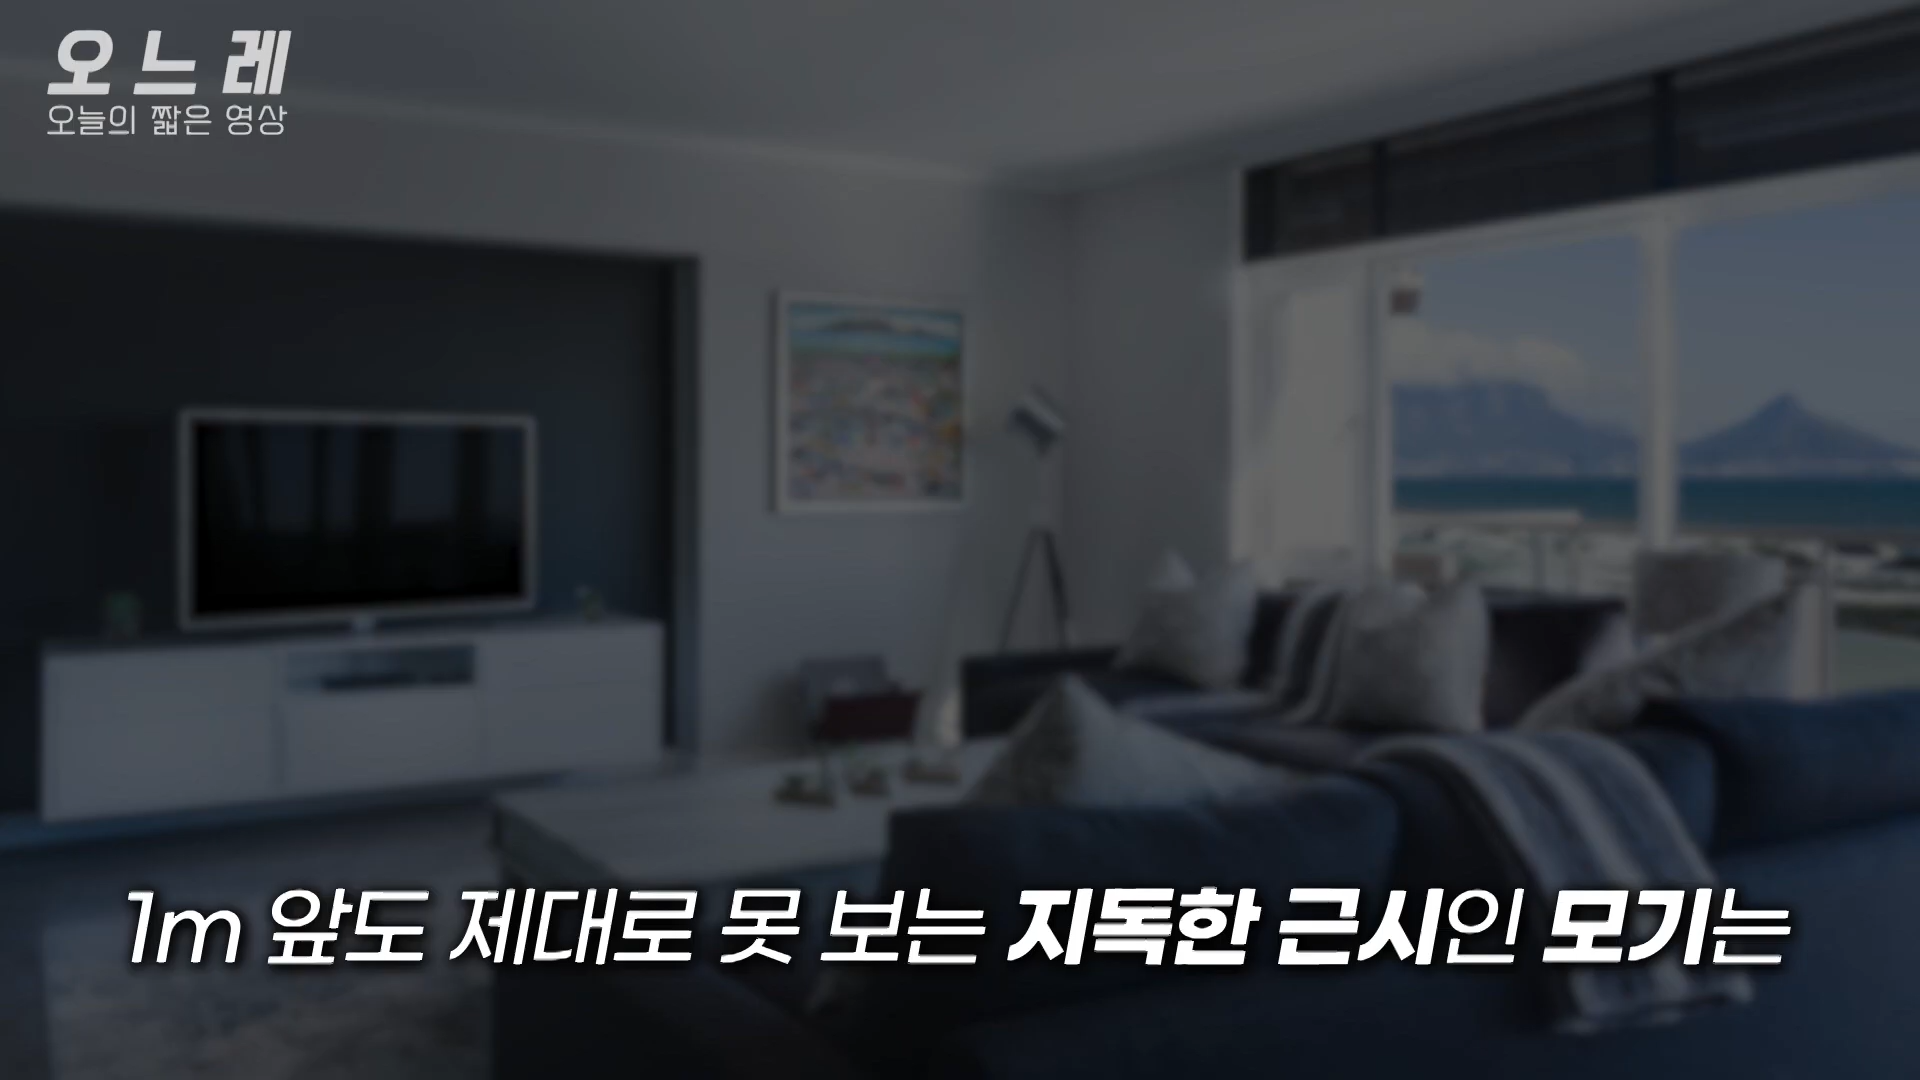 오느레
오늘의 짧은 영상
1m 앞도 제대로 못 보는 지독한 근시인 모기는